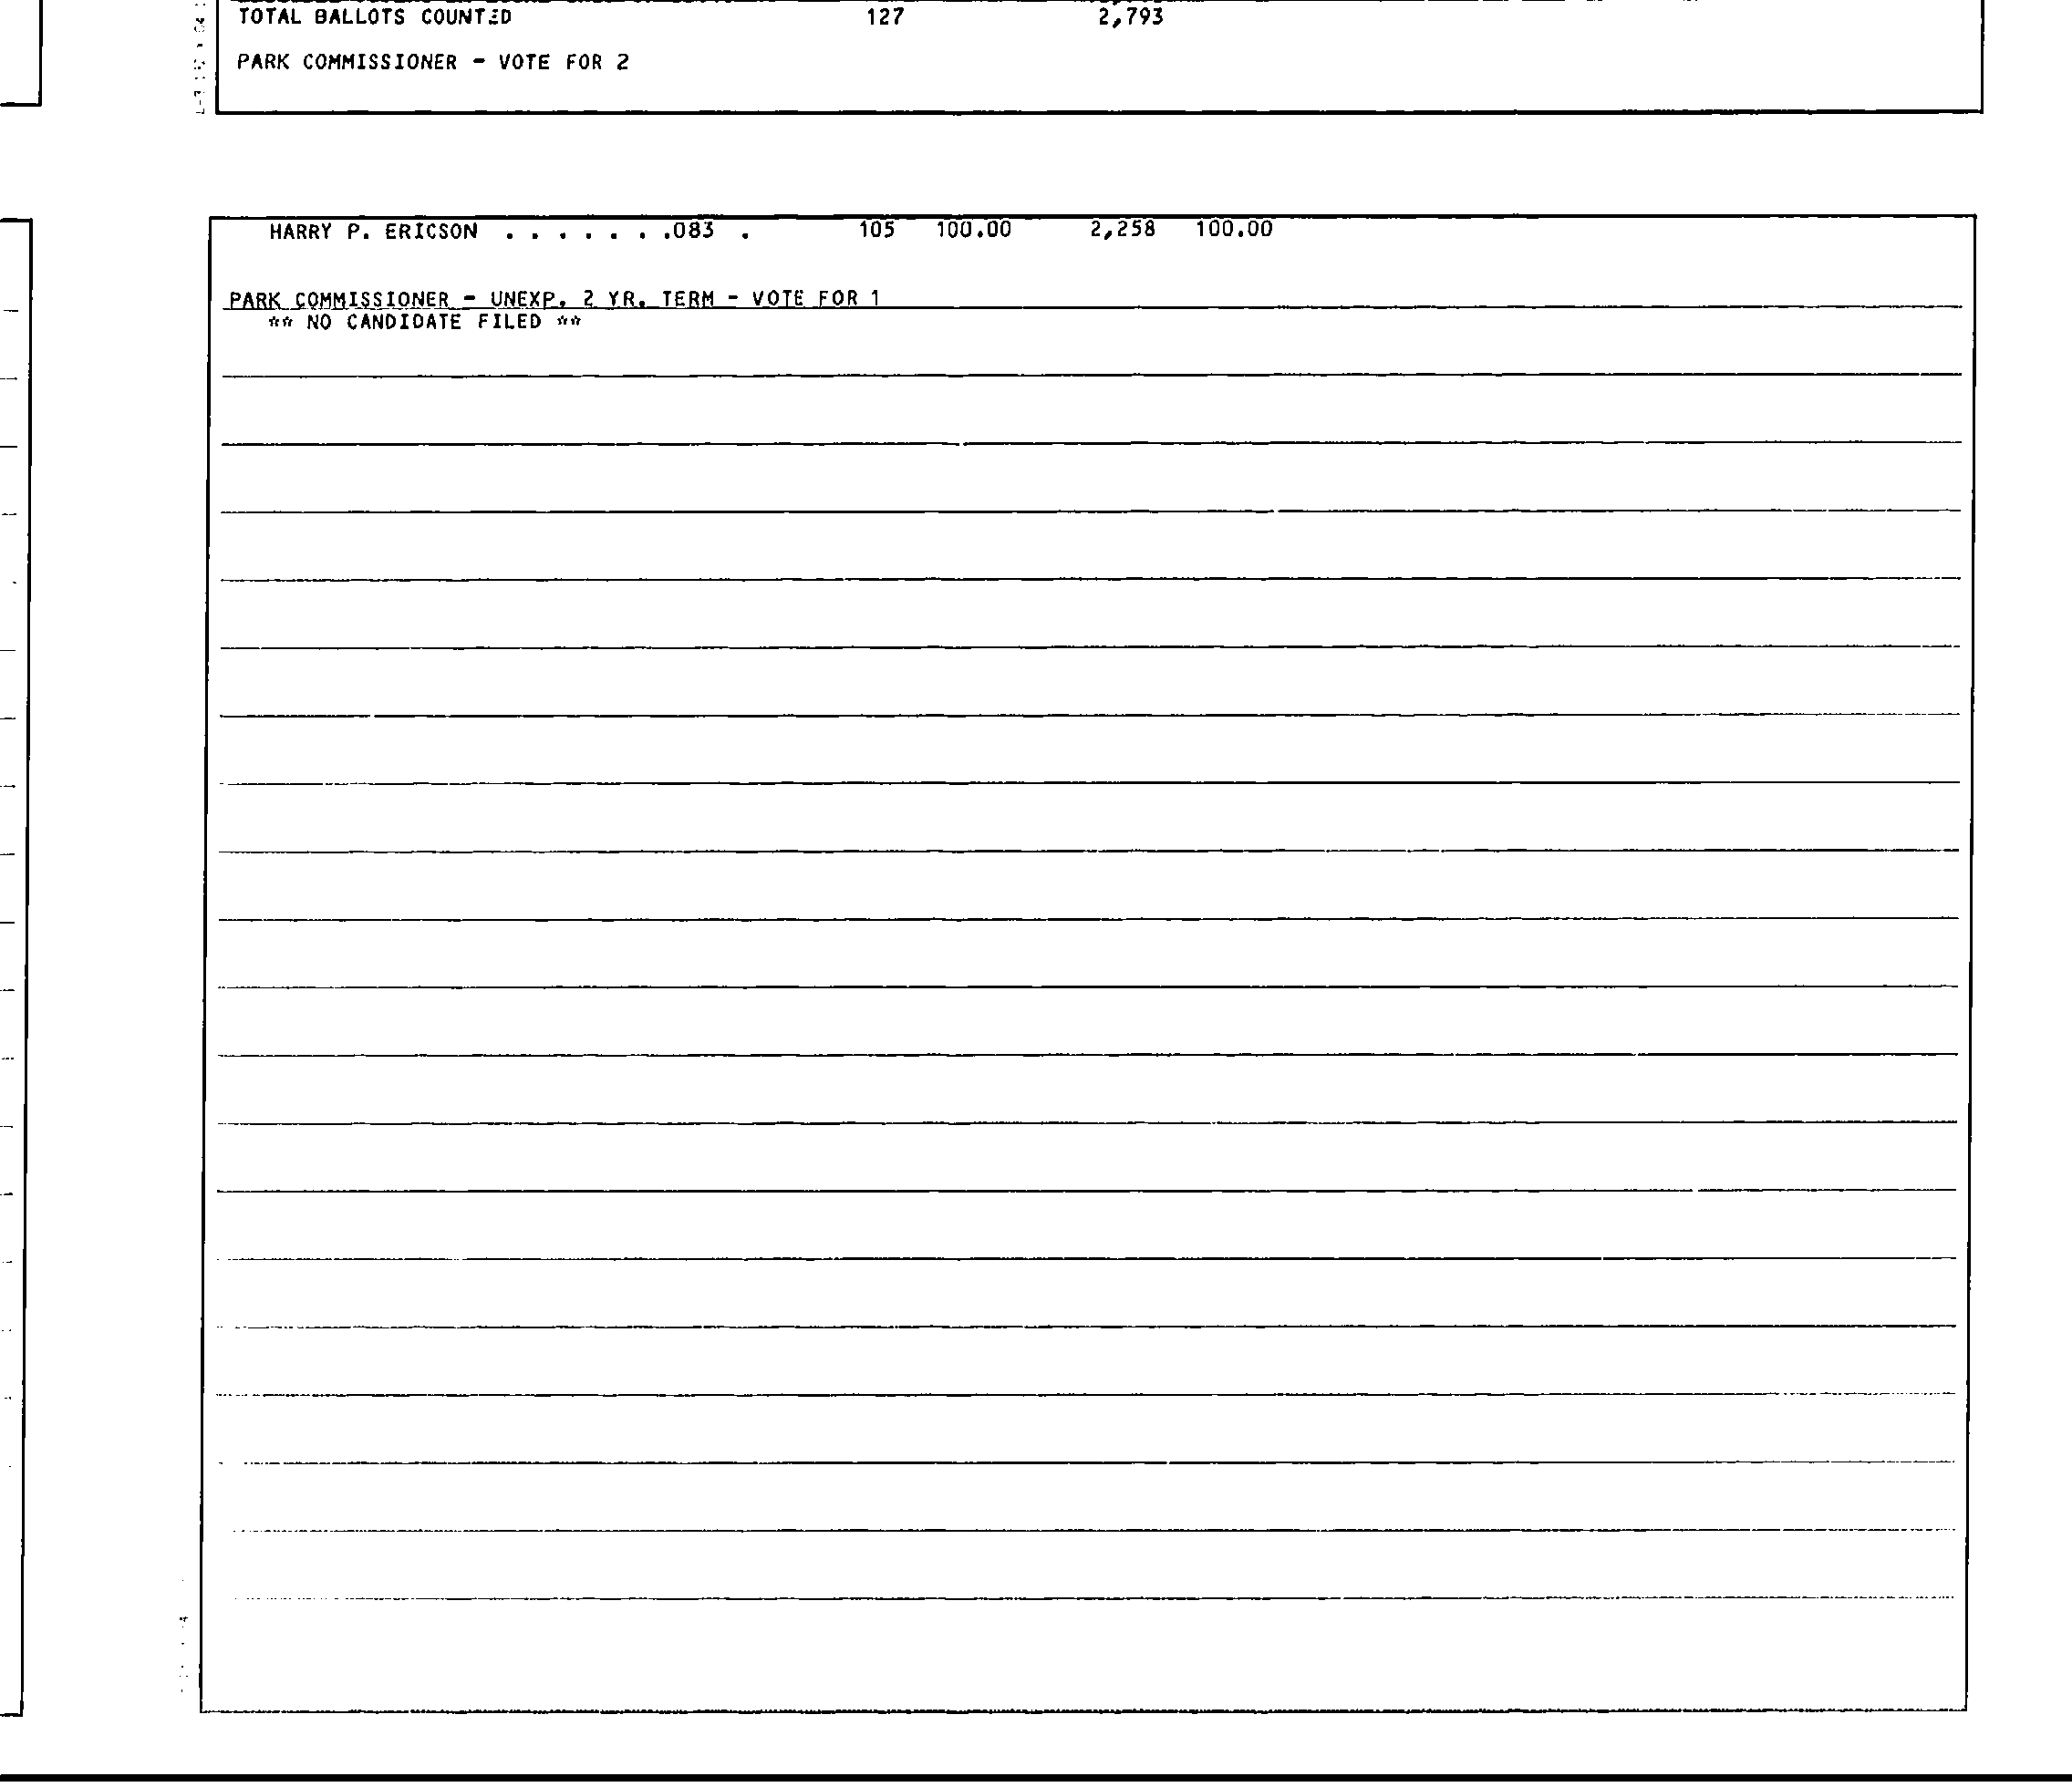 TOTAL BALLOTS COUNTED 127 2,793
PARK COMMISSIONER - VOTE FOR 2
HARRY P. ERICSON . . . . . . .083 . 105 100.00 2,258 100.00
PARK COMMISSIONER - UNEXP. 2 YR. TERM - VOTE FOR 1
** NO CANDIDATE FILED **